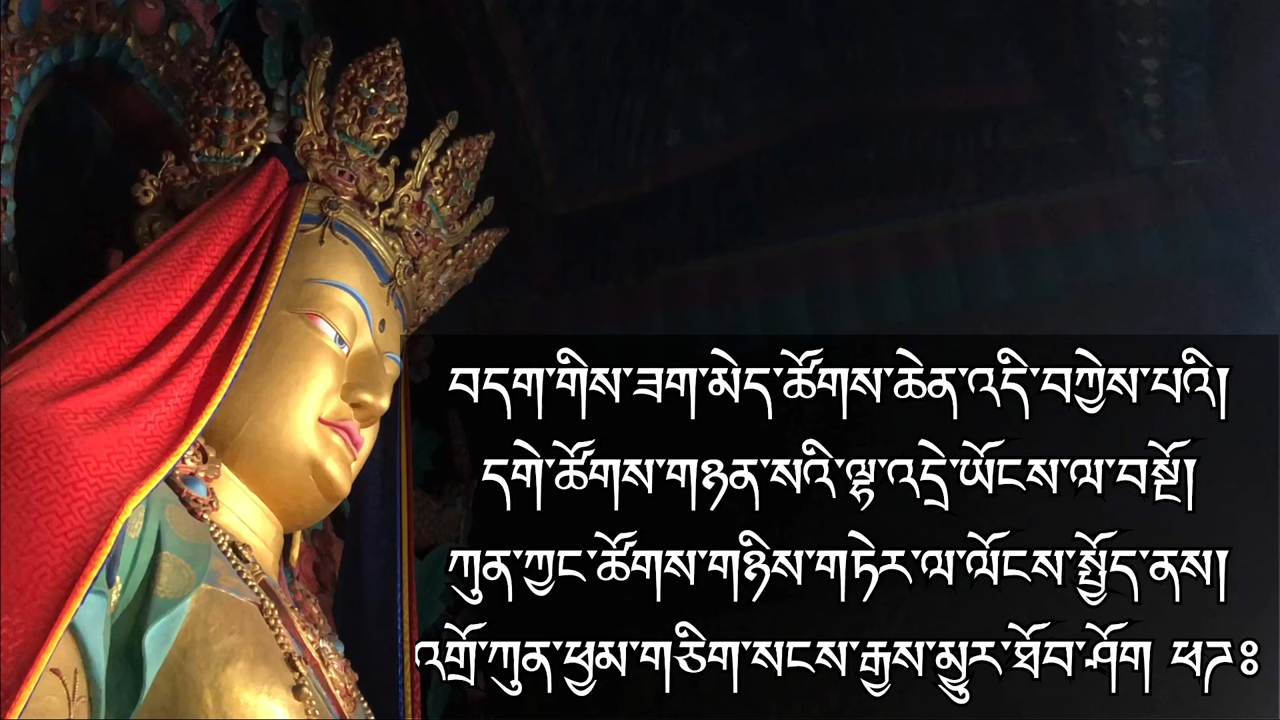 བདག་གིས་ཟག་མེད་ཚོགས་ཆེན་འདི་བཀྱེས་པའི།
དགེ་ཚོགས་གཉན་སའི་ལྷ་འདྲེ་ཡོངས་ལ་བསྔོ།
ཀུན་ཀྱང་ཚོགས་གཉིས་གཏེར་ལ་ལོངས་སྤྱོད་ནས།
འགྲོ་ཀུན་ཕྱམ་གཅིག་སངས་རྒྱས་མྱུར་ཐོབ་ཤོག ཕཊ༔